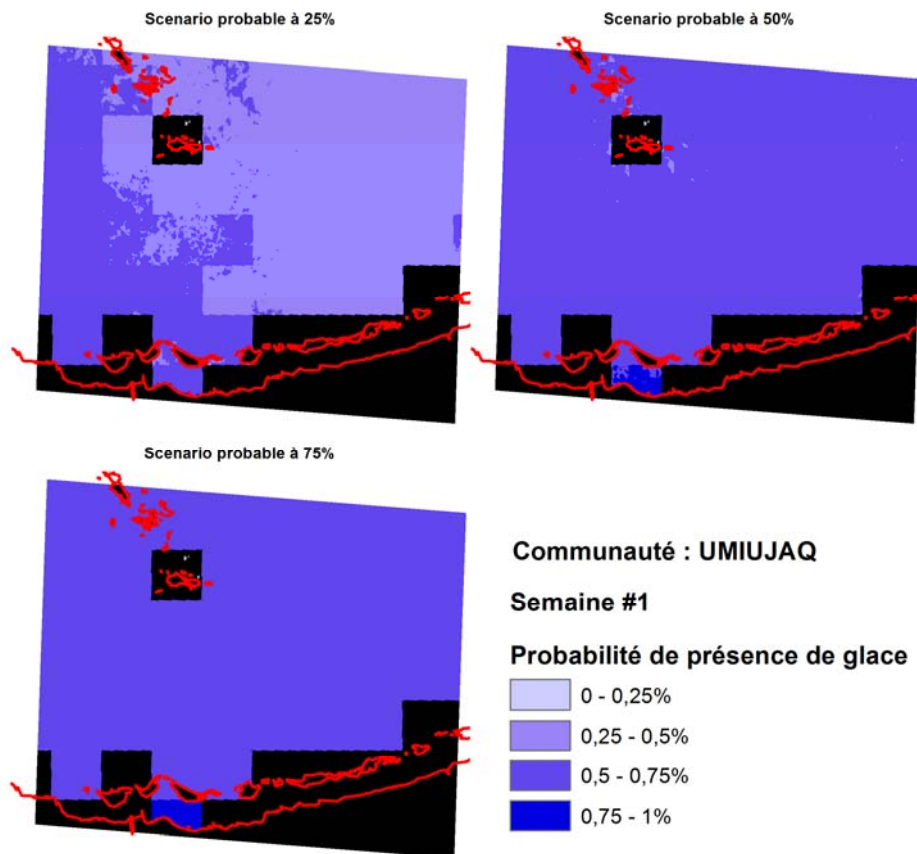 Scenario probable à 25%
Scenario probable à 50%
Scenario probable à 75%
Communauté : UMIUJAQ
Semaine #1
Probabilité de présence de glace
0 - 0,25%
0,25 - 0,5%
0,5 - 0,75%
0,75 - 1%